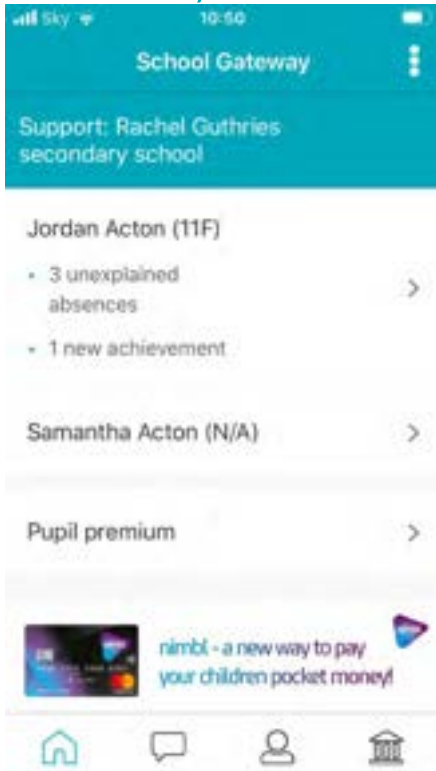 Sky 10:50
School Gateway
Support: Rachel Guthries
secondary school
Jordan Acton (11F)
• 3 unexplained
absences
• 1 new achievement
Samantha Acton (N/A)
Pupil premium
nimbl - a new way to pay
your children pocket money!